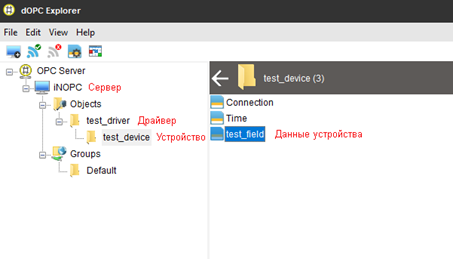 dOPC Explorer
File Edit View Help
OPC Server
iNOPC Сервер
Objects
test_driver Драйвер
test_device Устройство
Groups
Default
test_device (3)
Connection
Time
test_field Данные устройства